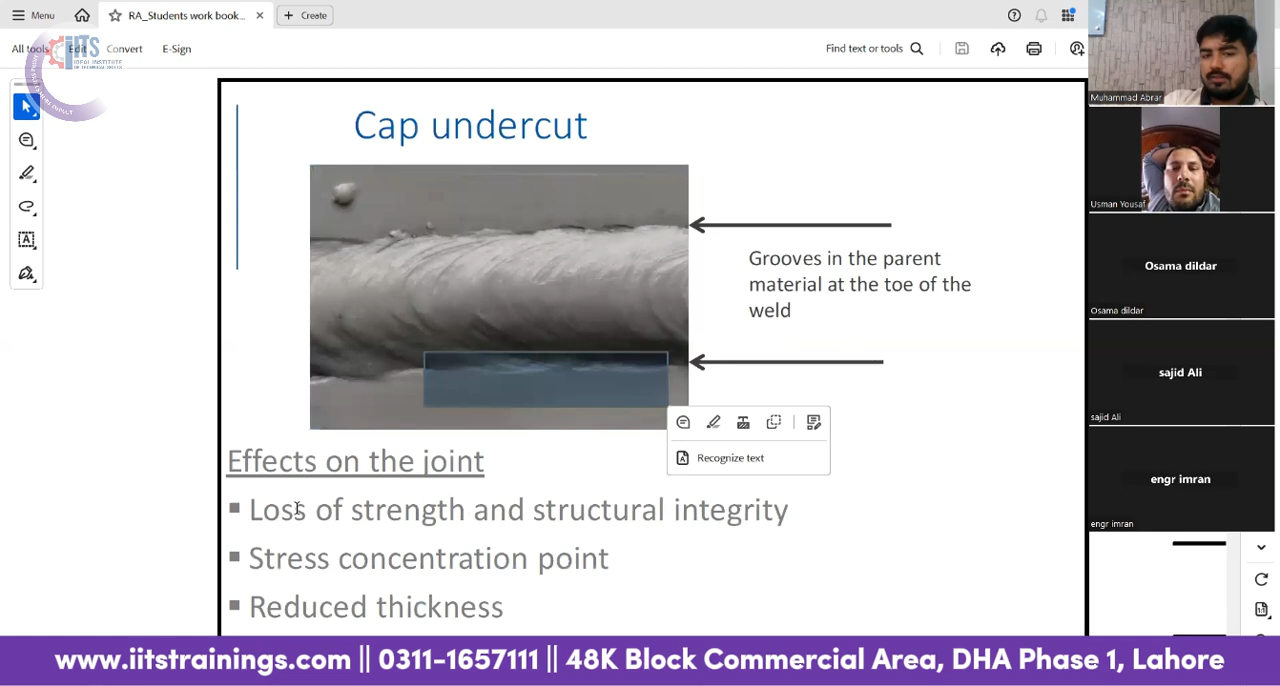 Menu
RA_Students work book...
Create
All tools
Edit
Convert
E-Sign
Find text or tools
iiTS
IDEAL INSTITUTE
Cap undercut
Grooves in the parent
material at the toe of the
weld
Recognize text
Effects on the joint
▪ Loss of strength and structural integrity
▪ Stress concentration point
▪ Reduced thickness
Muhammad Abrar
Usman Yousaf
Osama dildar
Osama dildar
sajid Ali
sajid Ali
engr imran
engr imran
www.iitstrainings.com || 0311-1657111 || 48K Block Commercial Area, DHA Phase 1, Lahore